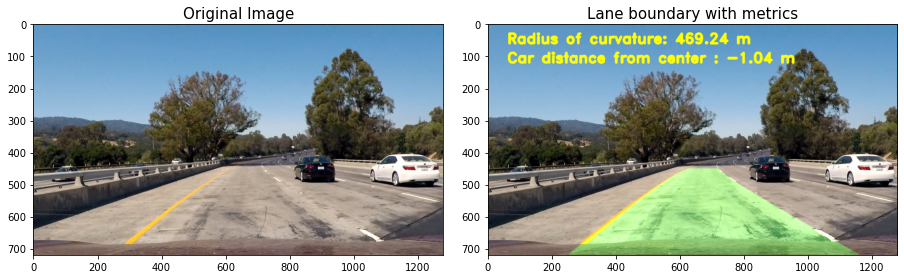 Original Image
0
100
200
300
400
500
600
700
0 200 400 600 800 1000 1200
Lane boundary with metrics
Radius of curvature: 469.24 m
Car distance from center : −1.04 m
0
100
200
300
400
500
600
700
0 200 400 600 800 1000 1200